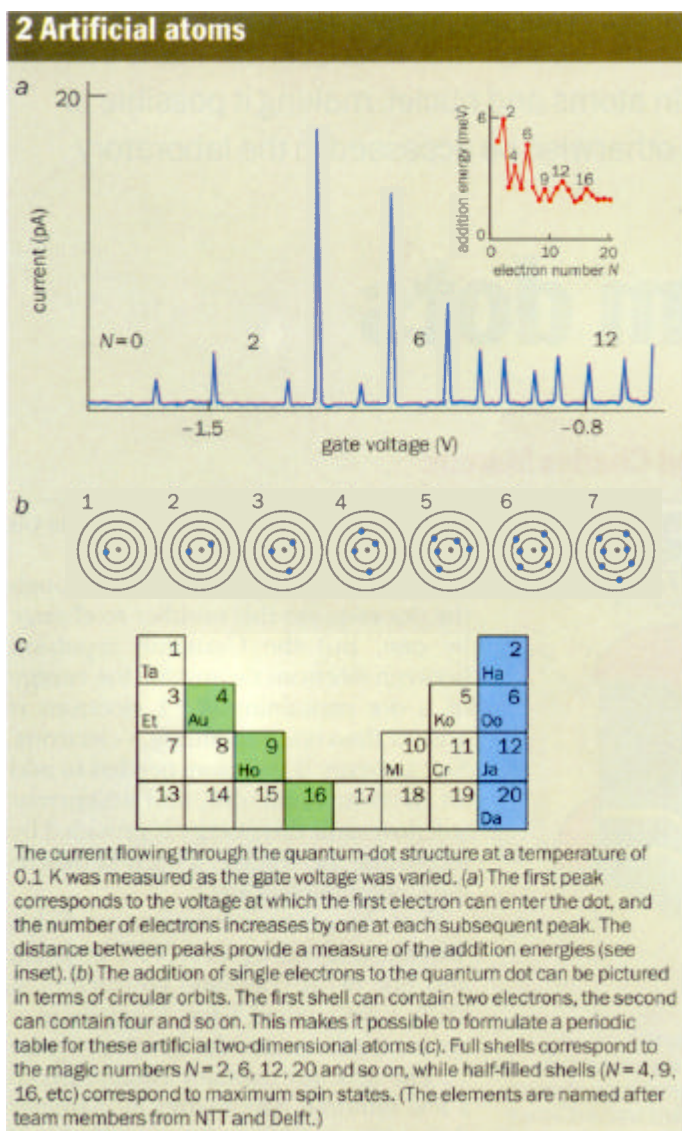 2 Artificial atoms
a
20
current (pA)
N=0
2
6
12
-1.5
-0.8
gate voltage (V)
addition energy (meV)
6
0
2
4
6
9
12
16
0
10
20
electron number N
b
1
2
3
4
5
6
7
c
1
Ta
2
Ha
3
Et
4
Au
5
Ko
6
Oo
7
8
9
Ho
10
Mi
11
Cr
12
Ja
13
14
15
16
17
18
19
20
Da
The current flowing through the quantum-dot structure at a temperature of
0.1 K was measured as the gate voltage was varied. (a) The first peak
corresponds to the voltage at which the first electron can enter the dot, and
the number of electrons increases by one at each subsequent peak. The
distance between peaks provide a measure of the addition energies (see
inset). (b) The addition of single electrons to the quantum dot can be pictured
in terms of circular orbits. The first shell can contain two electrons, the second
can contain four and so on. This makes it possible to formulate a periodic
table for these artificial two-dimensional atoms (c). Full shells correspond to
the magic numbers N = 2, 6, 12, 20 and so on, while half-filled shells (N = 4, 9,
16, etc) correspond to maximum spin states. (The elements are named after
team members from NTT and Delft.)